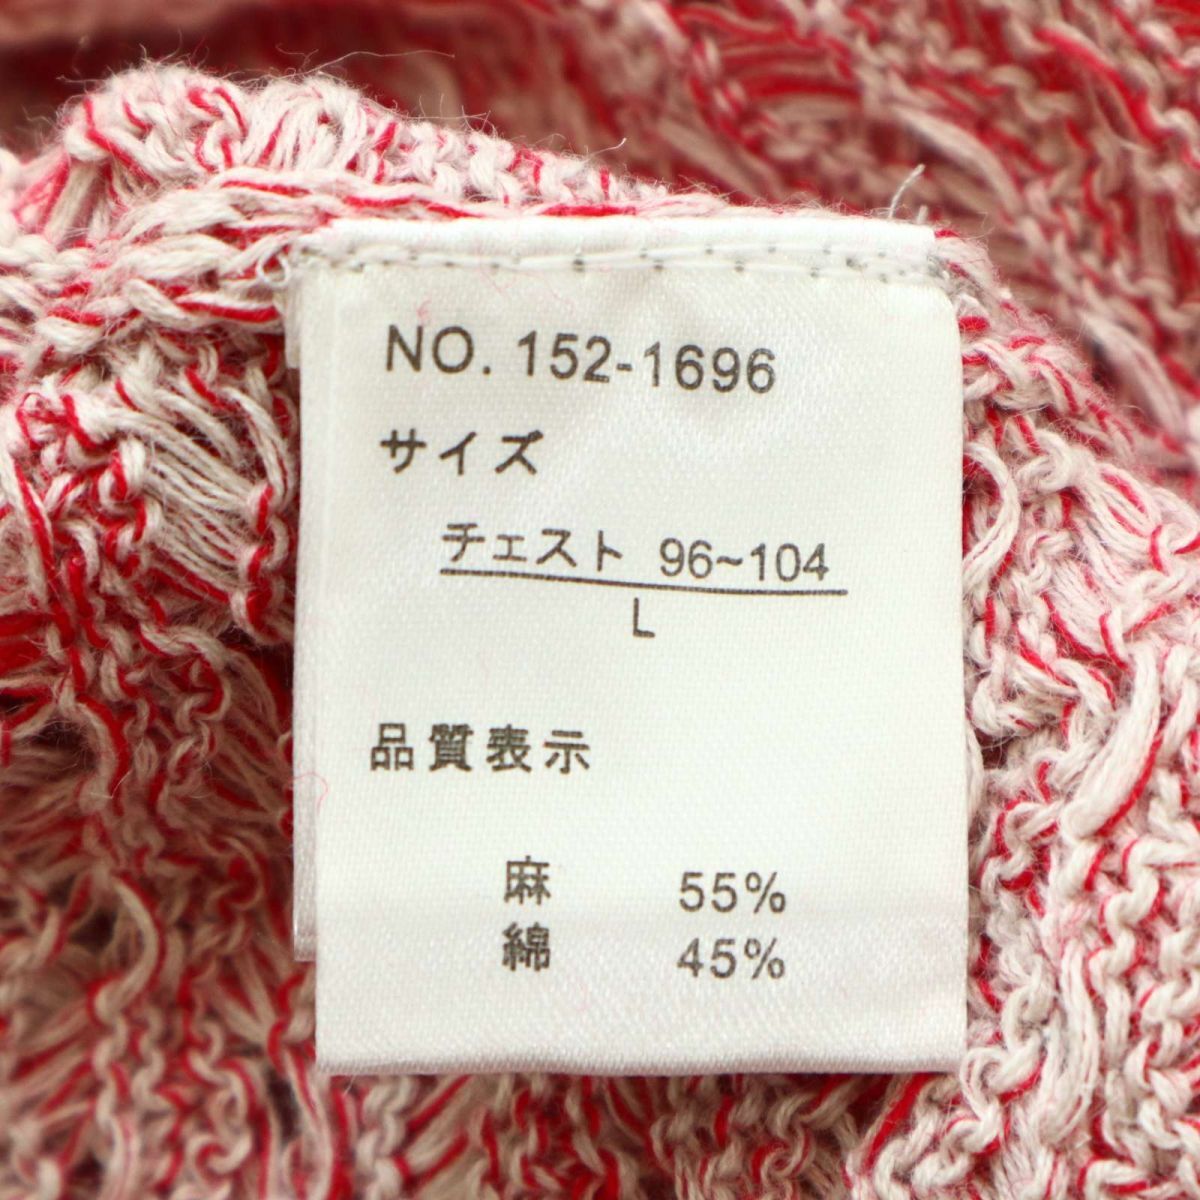 NO. 152-1696
サイズ
チェスト 96~104
L
品質表示
麻 55%
綿 45%